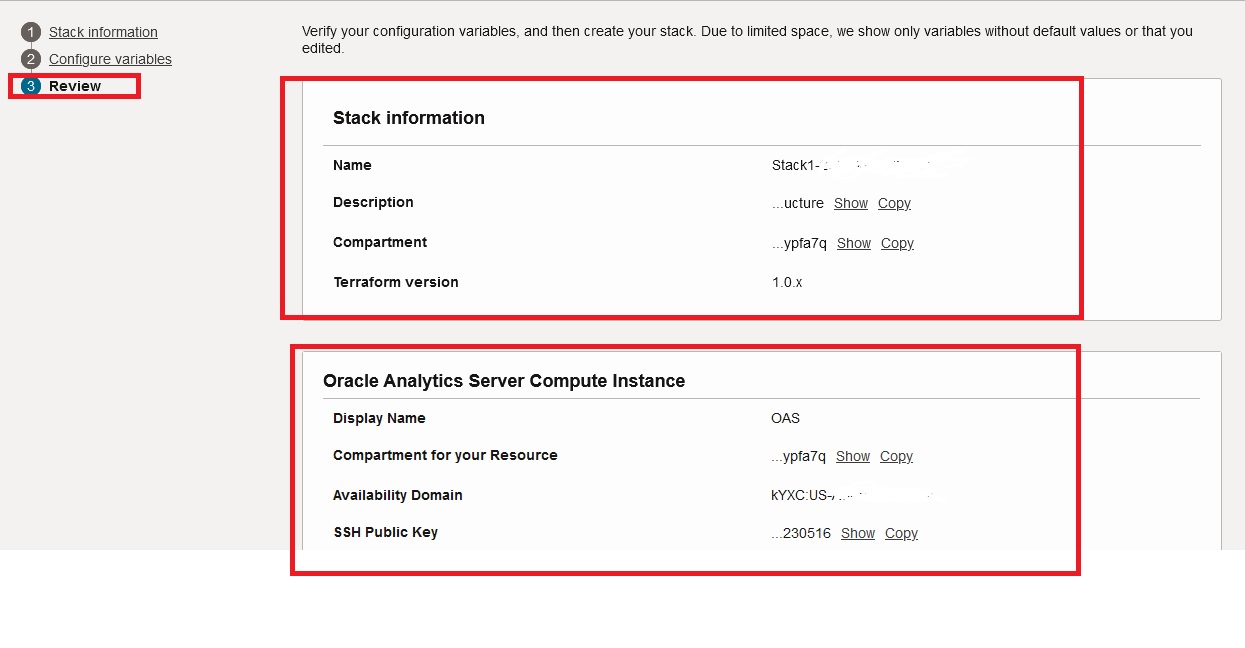 1 Stack information
2 Configure variables
3 Review
Verify your configuration variables, and then create your stack. Due to limited space, we show only variables without default values or that you
edited.
Stack information
Name Stack1-
Description ...ucture Show Copy
Compartment ...ypfa7q Show Copy
Terraform version 1.0.x
Oracle Analytics Server Compute Instance
Display Name OAS
Compartment for your Resource ...ypfa7q Show Copy
Availability Domain kYXC:US-
SSH Public Key ...230516 Show Copy